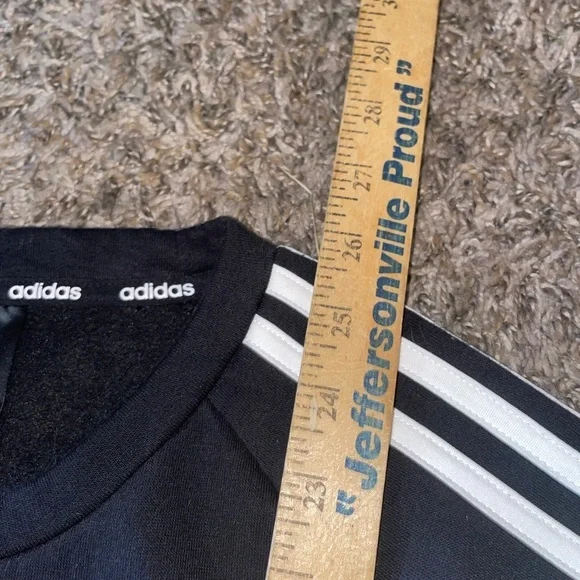 adidas adidas
23 24 25 26 27 28 29
"Jeffersonville Proud"